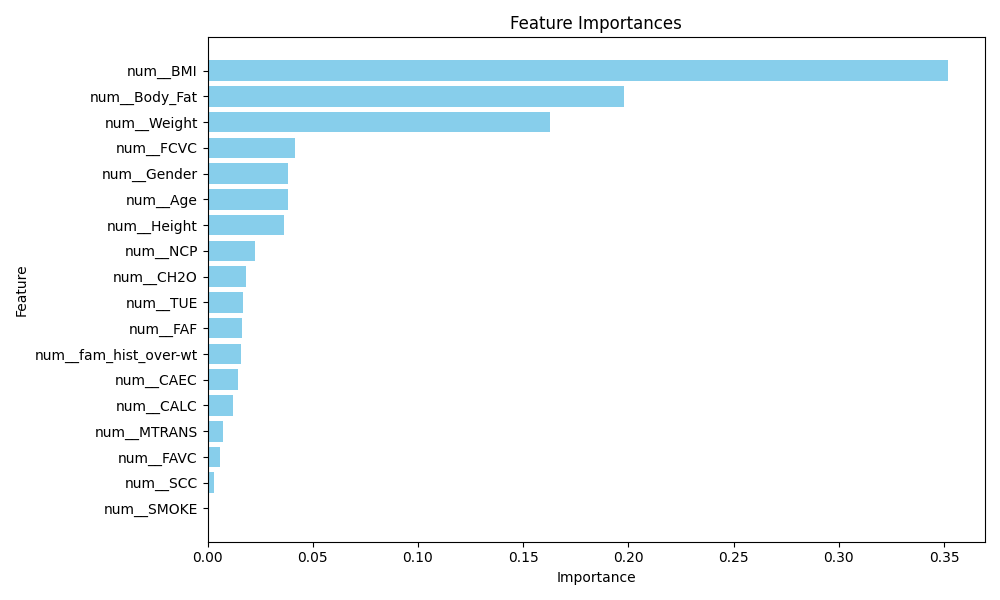 Feature Importances
num__BMI
num__Body_Fat
num__Weight
num__FCVC
num__Gender
num__Age
num__Height
num__NCP
num__CH2O
num__TUE
num__FAF
num__fam_hist_over-wt
num__CAEC
num__CALC
num__MTRANS
num__FAVC
num__SCC
num__SMOKE
Feature
0.00 0.05 0.10 0.15 0.20 0.25 0.30 0.35
Importance